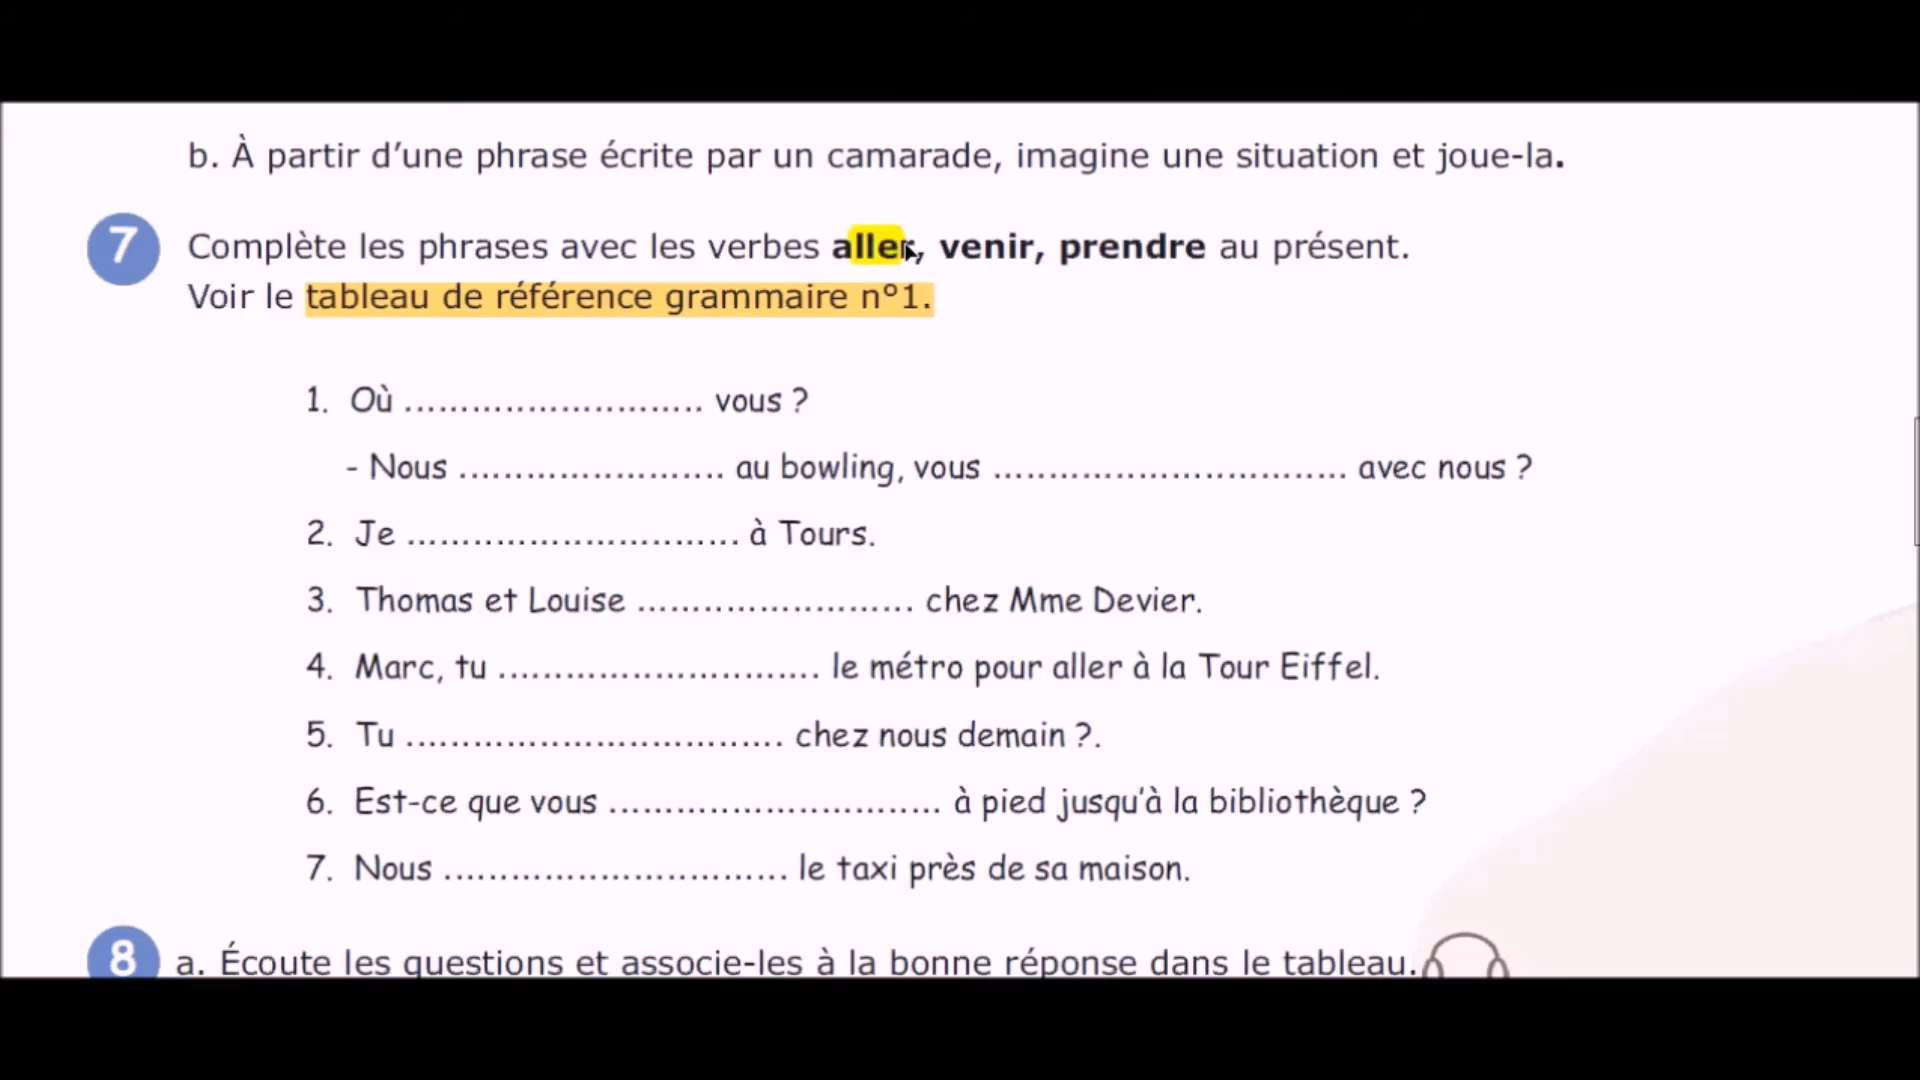 b. À partir d’une phrase écrite par un camarade, imagine une situation et joue-la.
7 Complète les phrases avec les verbes aller, venir, prendre au présent.
Voir le tableau de référence grammaire n°1.
1. Où ........................... vous ?
- Nous ........................ au bowling, vous ................................ avec nous ?
2. Je .............................. à Tours.
3. Thomas et Louise ......................... chez Mme Devier.
4. Marc, tu ............................. le métro pour aller à la Tour Eiffel.
5. Tu .................................. chez nous demain ?.
6. Est-ce que vous .............................. à pied jusqu'à la bibliothèque ?
7. Nous ............................... le taxi près de sa maison.
8 a. Écoute les questions et associe-les à la bonne réponse dans le tableau.